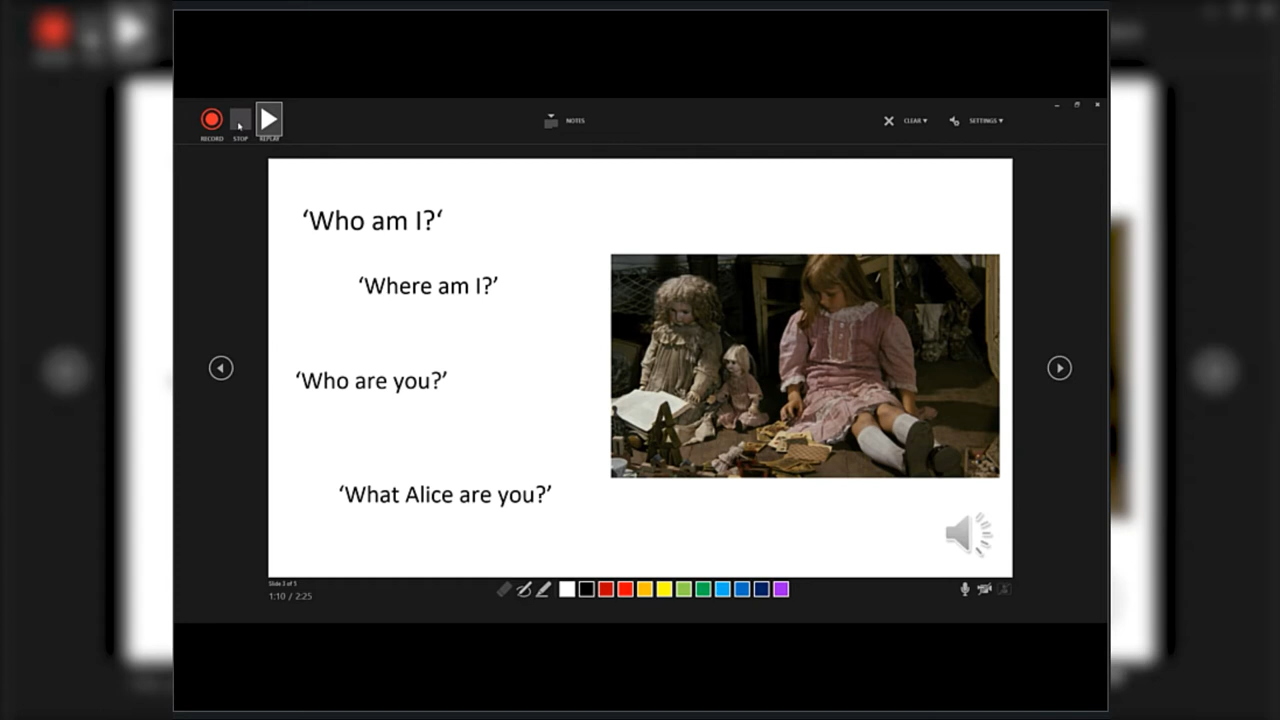 RECORD STOP REPLAY
NOTES
CLEAR SETTINGS
‘Who am I?‘
‘Where am I?’
‘Who are you?’
‘What Alice are you?’
Slide 3 of 5
1:10 / 2:25